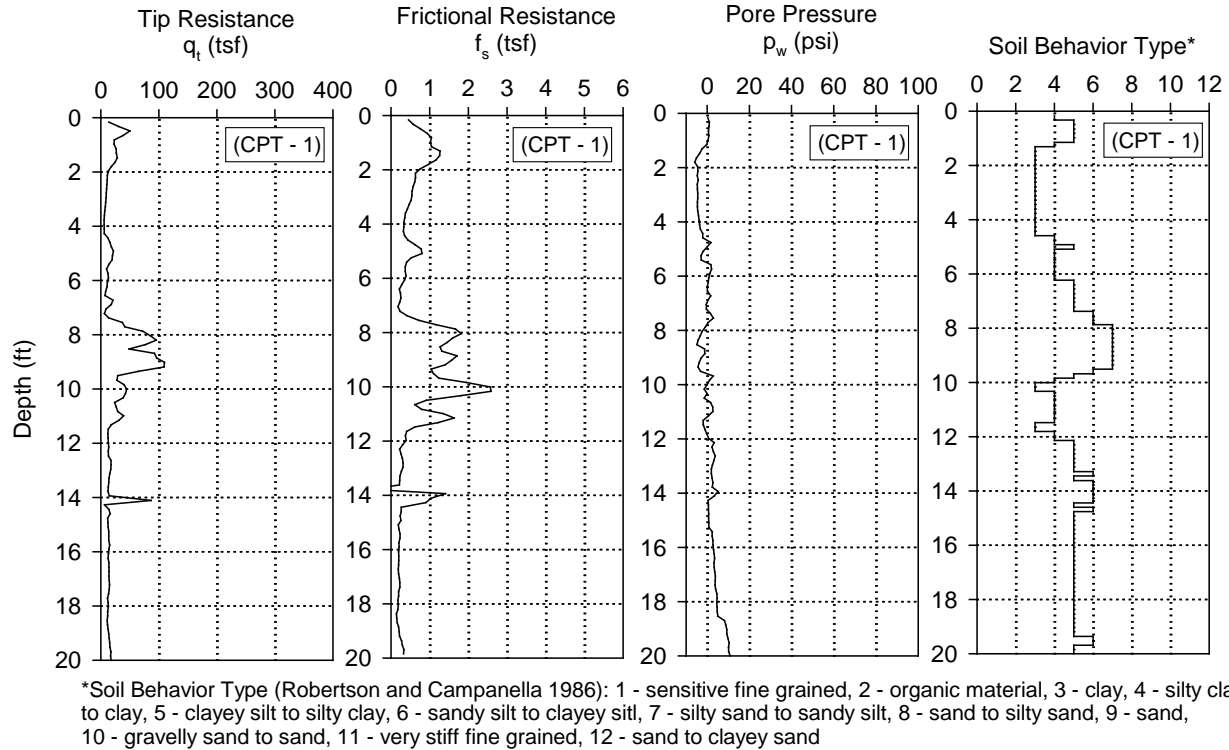 Tip Resistance
q_t (tsf)
0 100 200 300 400
0
2
4
6
8
10
12
14
16
18
20
Depth (ft)
(CPT - 1)
Frictional Resistance
f_s (tsf)
0 1 2 3 4 5 6
0
2
4
6
8
10
12
14
16
18
20
(CPT - 1)
Pore Pressure
p_w (psi)
0 20 40 60 80 100
0
2
4
6
8
10
12
14
16
18
20
(CPT - 1)
Soil Behavior Type*
0 2 4 6 8 10 12
0
2
4
6
8
10
12
14
16
18
20
(CPT - 1)
*Soil Behavior Type (Robertson and Campanella 1986): 1 - sensitive fine grained, 2 - organic material, 3 - clay, 4 - silty cla
to clay, 5 - clayey silt to silty clay, 6 - sandy silt to clayey sitl, 7 - silty sand to sandy silt, 8 - sand to silty sand, 9 - sand,
10 - gravelly sand to sand, 11 - very stiff fine grained, 12 - sand to clayey sand